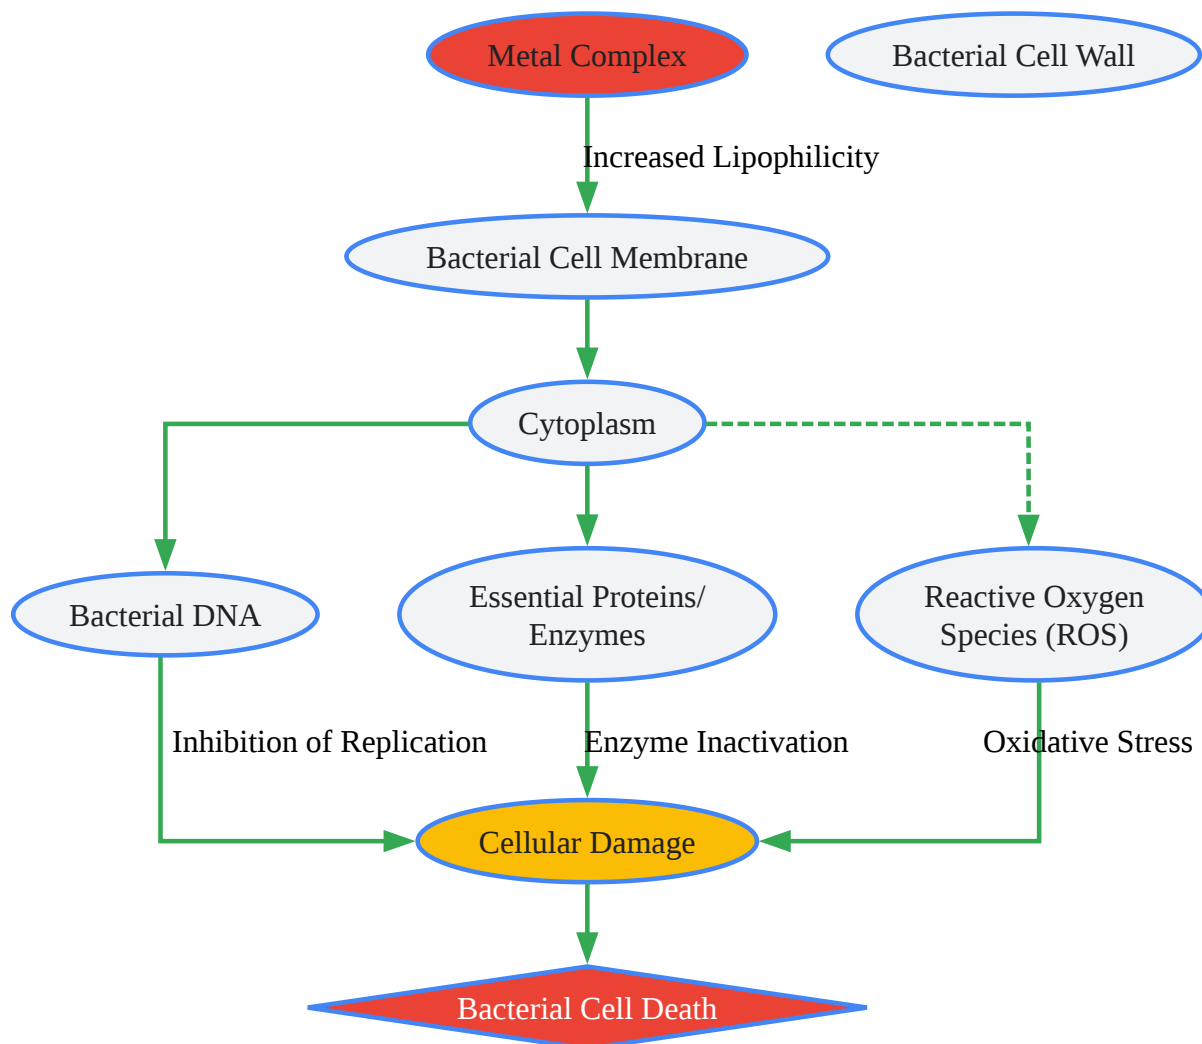 Metal Complex
Bacterial Cell Wall
Increased Lipophilicity
Bacterial Cell Membrane
Cytoplasm
Bacterial DNA
Essential Proteins/
Enzymes
Reactive Oxygen
Species (ROS)
Inhibition of Replication
Enzyme Inactivation
Oxidative Stress
Cellular Damage
Bacterial Cell Death